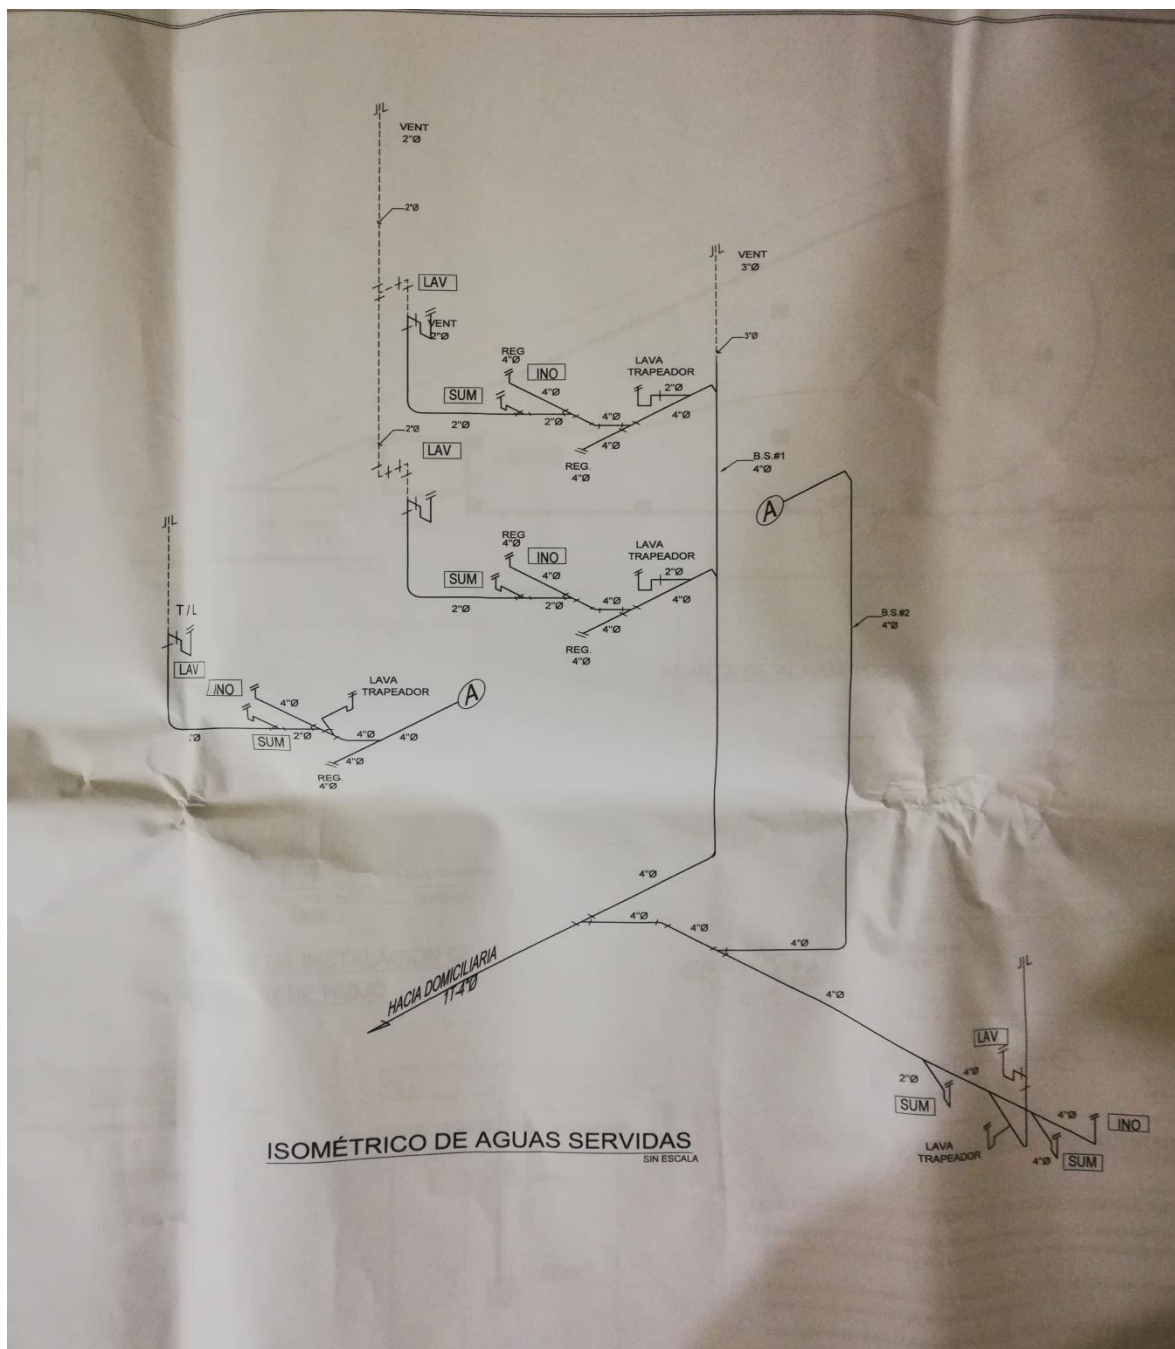 VENT
2"Ø
2"Ø
LAV
VENT
2"Ø
REG
4"Ø
INO
4"Ø
SUM
2"Ø
2"Ø
4"Ø
4"Ø
REG.
4"Ø
LAVA
TRAPEADOR
2"Ø
4"Ø
VENT
3"Ø
3"Ø
2"Ø
LAV
B.S.#1
4"Ø
A
REG
4"Ø
INO
4"Ø
SUM
2"Ø
2"Ø
4"Ø
4"Ø
REG.
4"Ø
LAVA
TRAPEADOR
2"Ø
4"Ø
B.S.#2
4"Ø
LAV
INO
4"Ø
LAVA
TRAPEADOR
A
SUM
2"Ø
4"Ø
4"Ø
4"Ø
REG.
4"Ø
4"Ø
4"Ø
4"Ø
4"Ø
HACIA DOMICILIARIA
4"Ø
LAV
2"Ø
SUM
4"Ø
4"Ø
INO
LAVA
TRAPEADOR
4"Ø
SUM
ISOMÉTRICO DE AGUAS SERVIDAS
SIN ESCALA